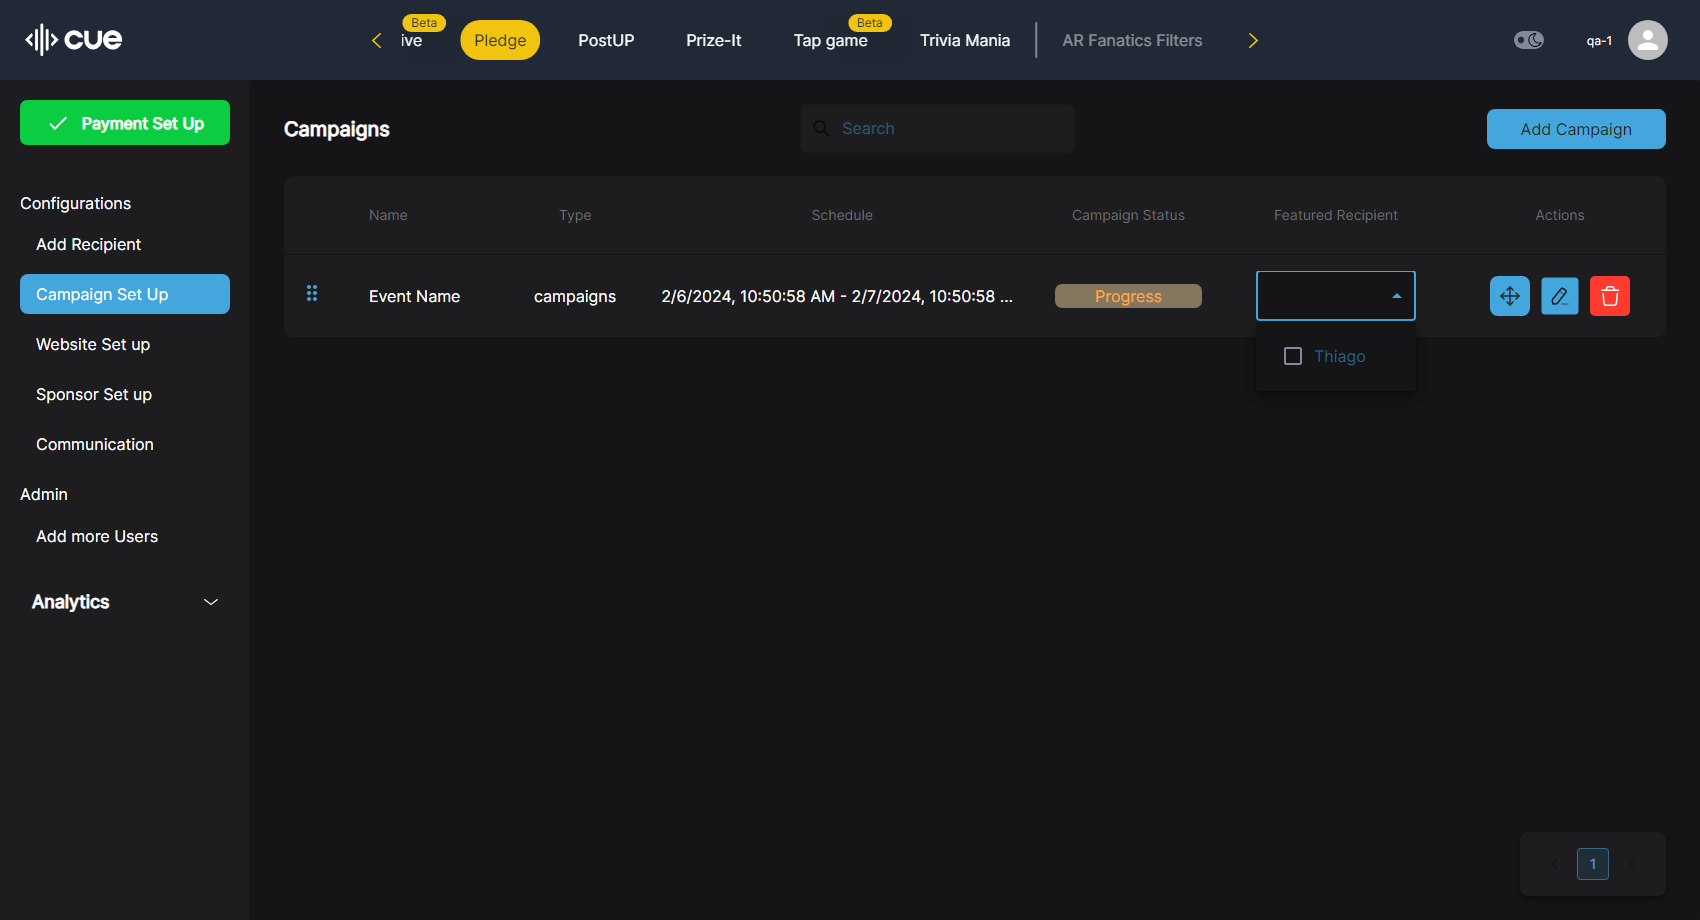 cue
Beta
ive
Pledge
PostUP
Prize-It
Beta
Tap game
Trivia Mania
AR Fanatics Filters
qa-1
Payment Set Up
Configurations
Add Recipient
Campaign Set Up
Website Set up
Sponsor Set up
Communication
Admin
Add more Users
Analytics
Campaigns
Search
Add Campaign
Name Type Schedule Campaign Status Featured Recipient Actions
Event Name campaigns 2/6/2024, 10:50:58 AM - 2/7/2024, 10:50:58 ... Progress
Thiago
1